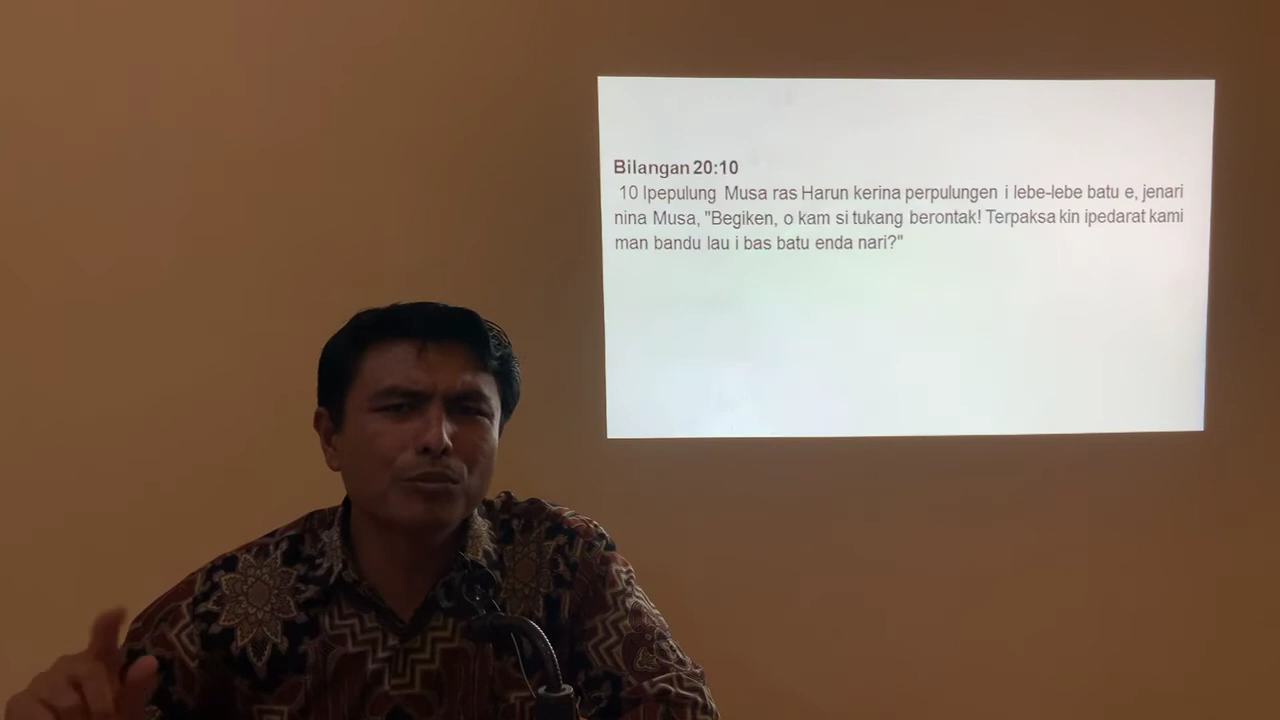 Bilangan 20:10
10 Ipepulung Musa ras Harun kerina perpulungen i lebe-lebe batu e, jenari
nina Musa, "Begiken, o kam si tukang berontak! Terpaksa kin ipedarat kami
man bandu lau i bas batu enda nari?"